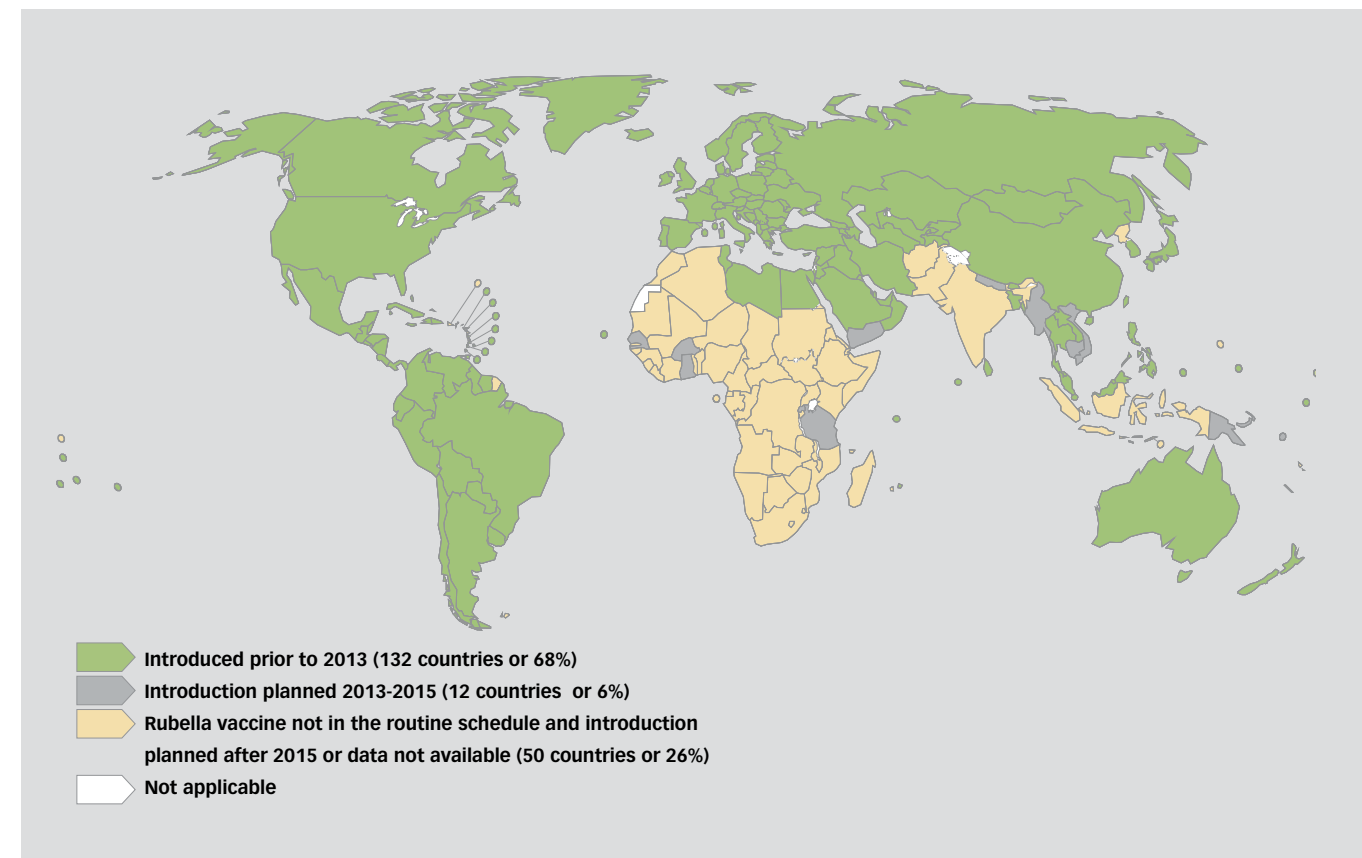 Introduced prior to 2013 (132 countries or 68%)
Introduction planned 2013-2015 (12 countries or 6%)
Rubella vaccine not in the routine schedule and introduction
planned after 2015 or data not available (50 countries or 26%)
Not applicable